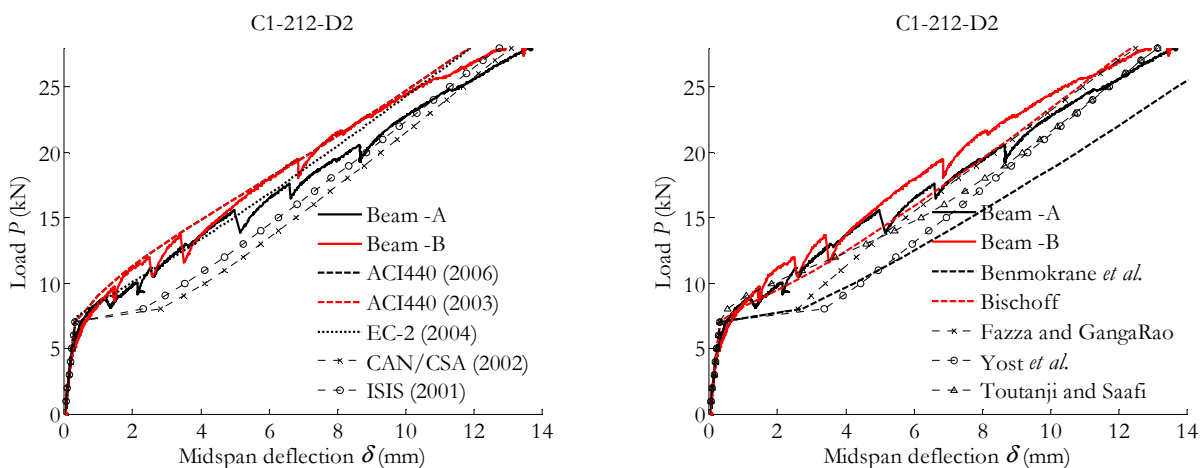 C1-212-D2
25
20
15
10
5
0
Load P (kN)
0 2 4 6 8 10 12 14
Midspan deflection δ (mm)
Beam -A
Beam -B
ACI440 (2006)
ACI440 (2003)
EC-2 (2004)
CAN/CSA (2002)
ISIS (2001)
C1-212-D2
25
20
15
10
5
0
Load P (kN)
0 2 4 6 8 10 12 14
Midspan deflection δ (mm)
Beam -A
Beam -B
Benmokrane et al.
Bischoff
Fazza and GangaRao
Yost et al.
Toutanji and Saafi